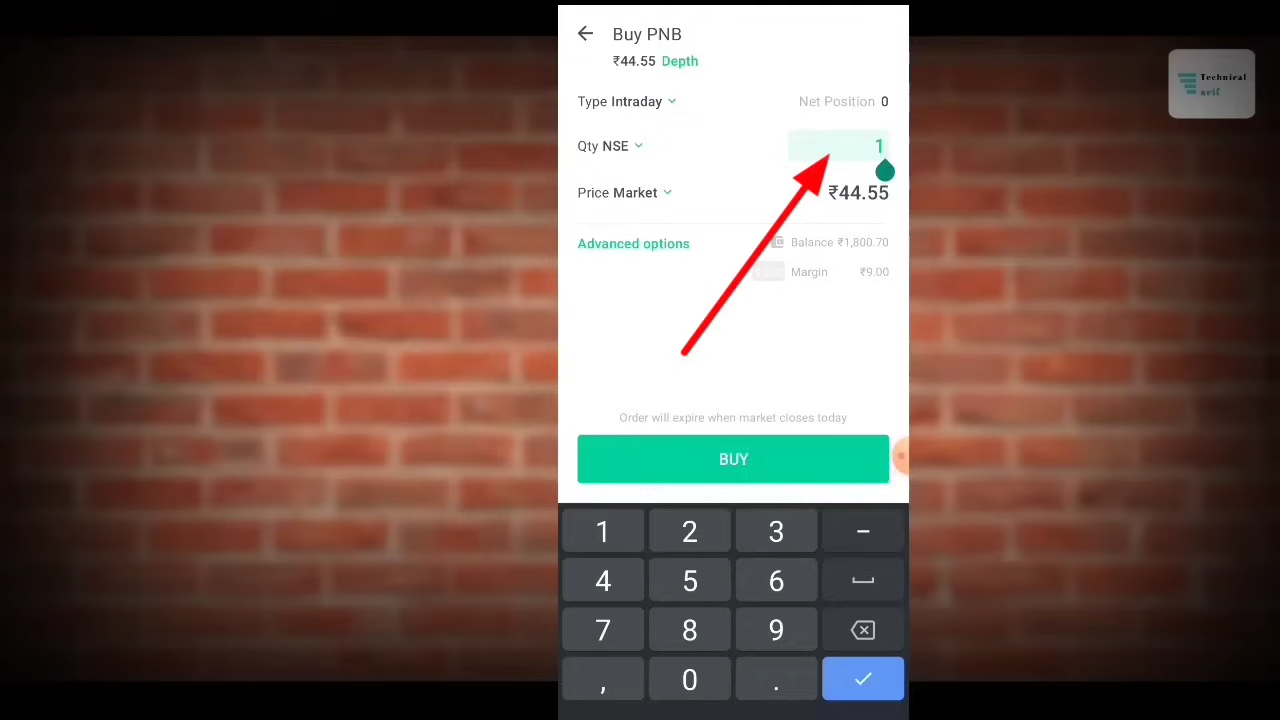 Buy PNB
₹44.55 Depth
Type Intraday
Net Position 0
Qty NSE
1
Price Market
₹44.55
Advanced options
Balance ₹1,800.70
Margin ₹9.00
Order will expire when market closes today
BUY
1 2 3 −
4 5 6
7 8 9
, 0 .
Technical
arif